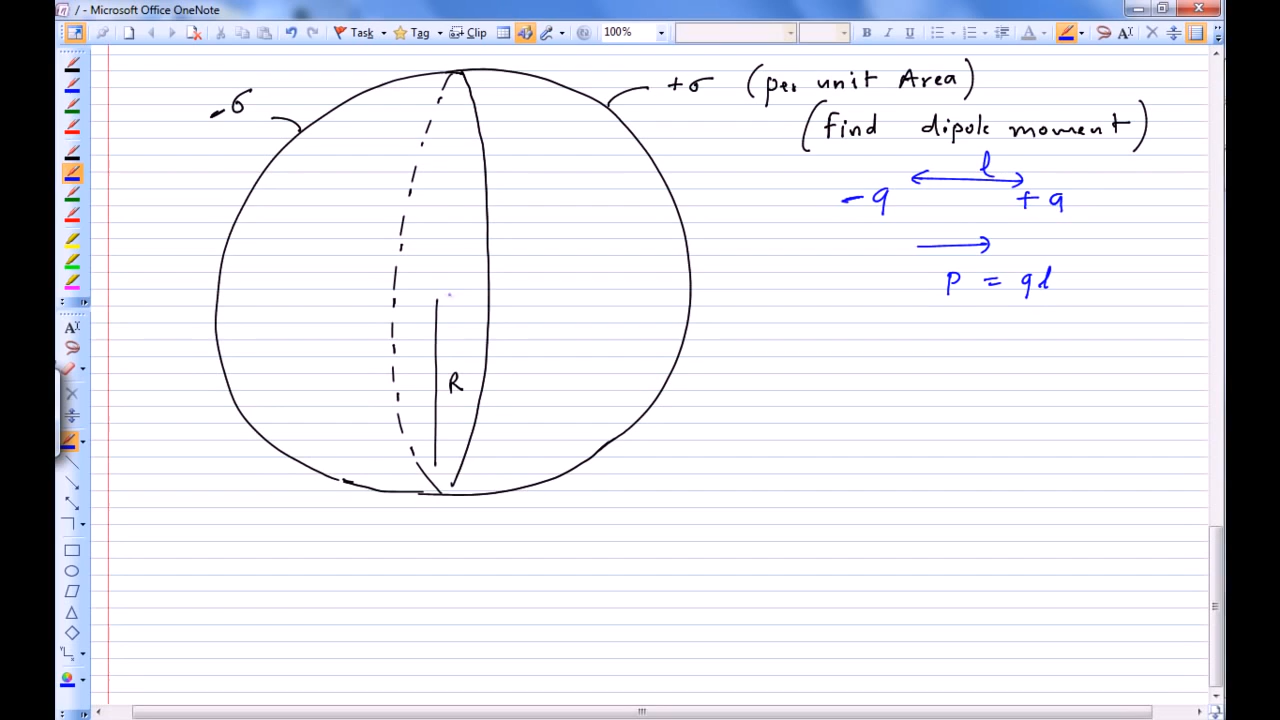 / - Microsoft Office OneNote
Task
Tag
Clip
100%
B I U
-σ
+σ (per unit Area)
(find dipole moment)
l
-q +q
P = ql
R